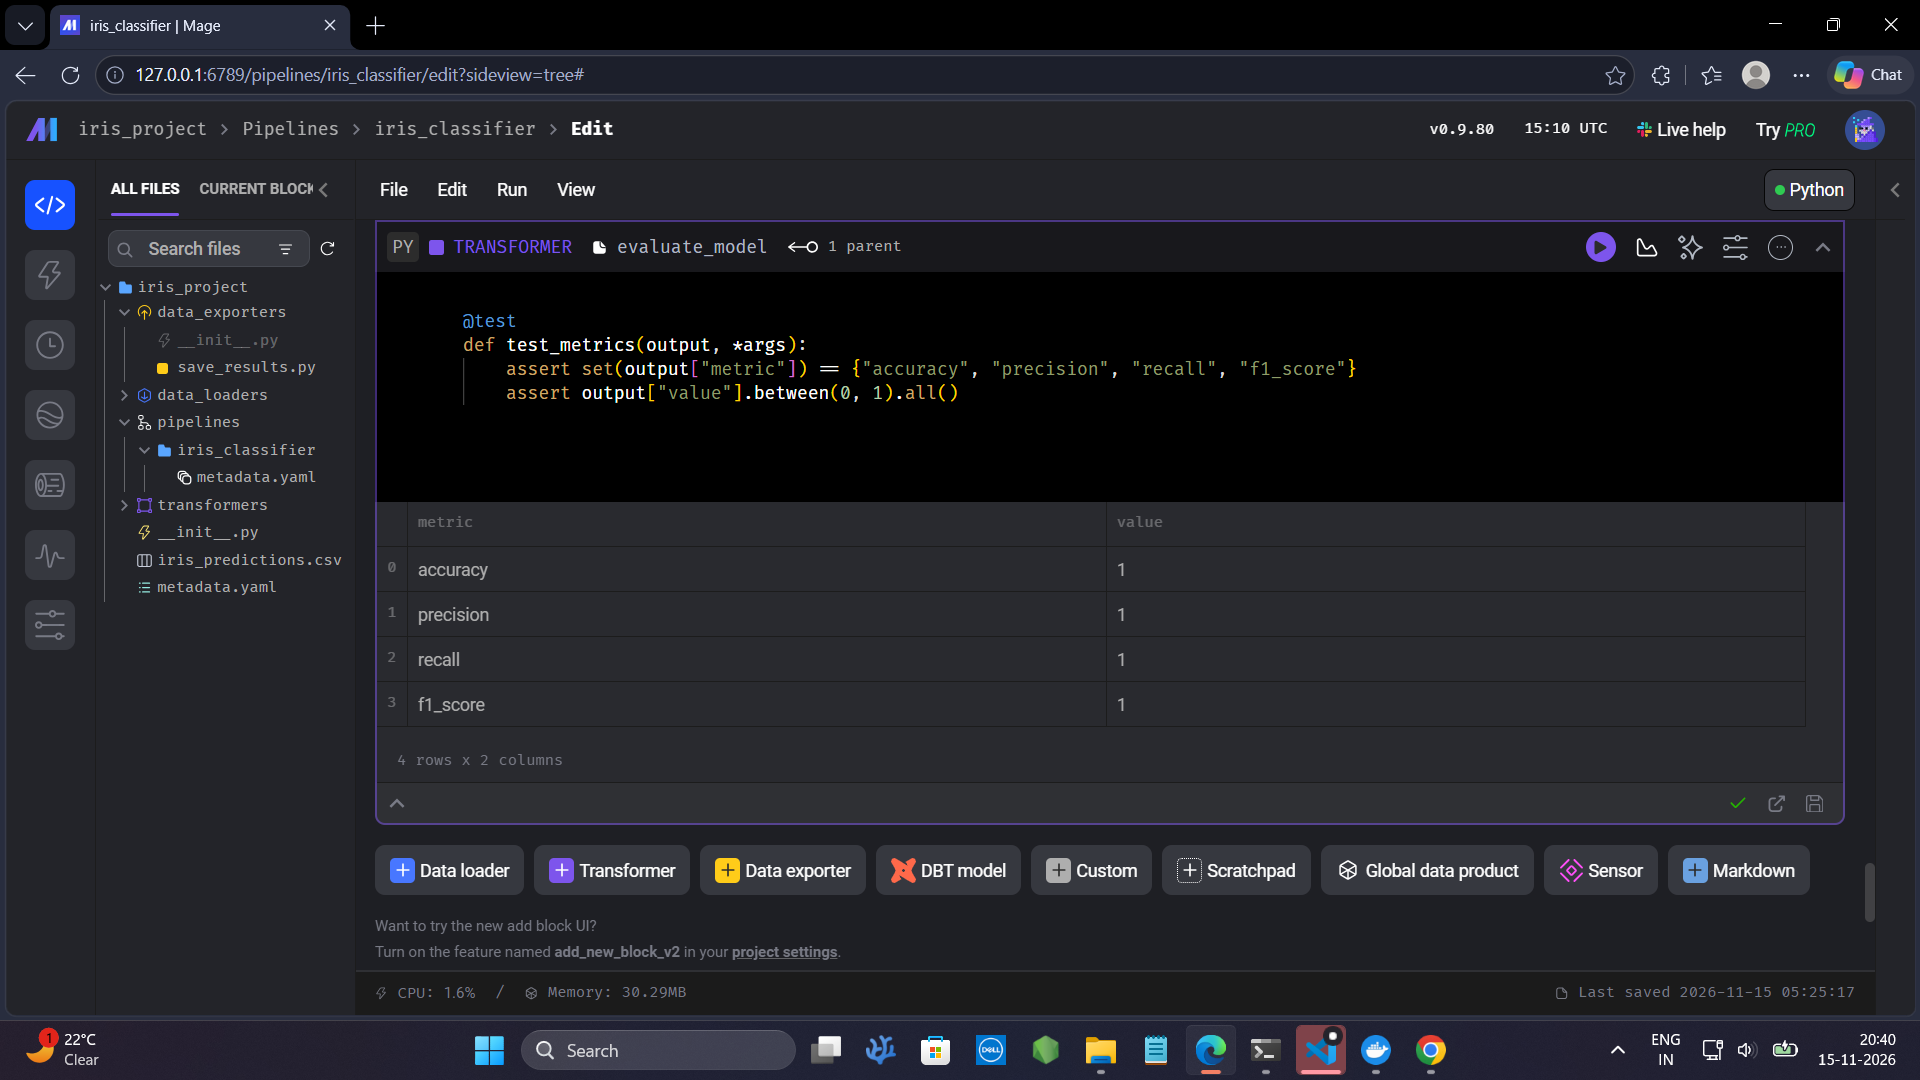 iris_classifier | Mage
127.0.0.1:6789/pipelines/iris_classifier/edit?sideview=tree#
Chat
iris_project > Pipelines > iris_classifier > Edit
v0.9.80
15:10 UTC
Live help
Try PRO
ALL FILES
CURRENT BLOCK
File
Edit
Run
View
Python
Search files
iris_project
data_exporters
__init__.py
save_results.py
data_loaders
pipelines
iris_classifier
metadata.yaml
transformers
__init__.py
iris_predictions.csv
metadata.yaml
PY
TRANSFORMER
evaluate_model
1 parent
@test
def test_metrics(output, *args):
    assert set(output["metric"]) == {"accuracy", "precision", "recall", "f1_score"}
    assert output["value"].between(0, 1).all()
metric value
0 accuracy 1
1 precision 1
2 recall 1
3 f1_score 1
4 rows x 2 columns
Data loader
Transformer
Data exporter
DBT model
Custom
Scratchpad
Global data product
Sensor
Markdown
Want to try the new add block UI?
Turn on the feature named add_new_block_v2 in your project settings.
CPU: 1.6% / Memory: 30.29MB
Last saved 2026-11-15 05:25:17
1
22°C
Clear
Search
DELL
ENG
IN
20:40
15-11-2026